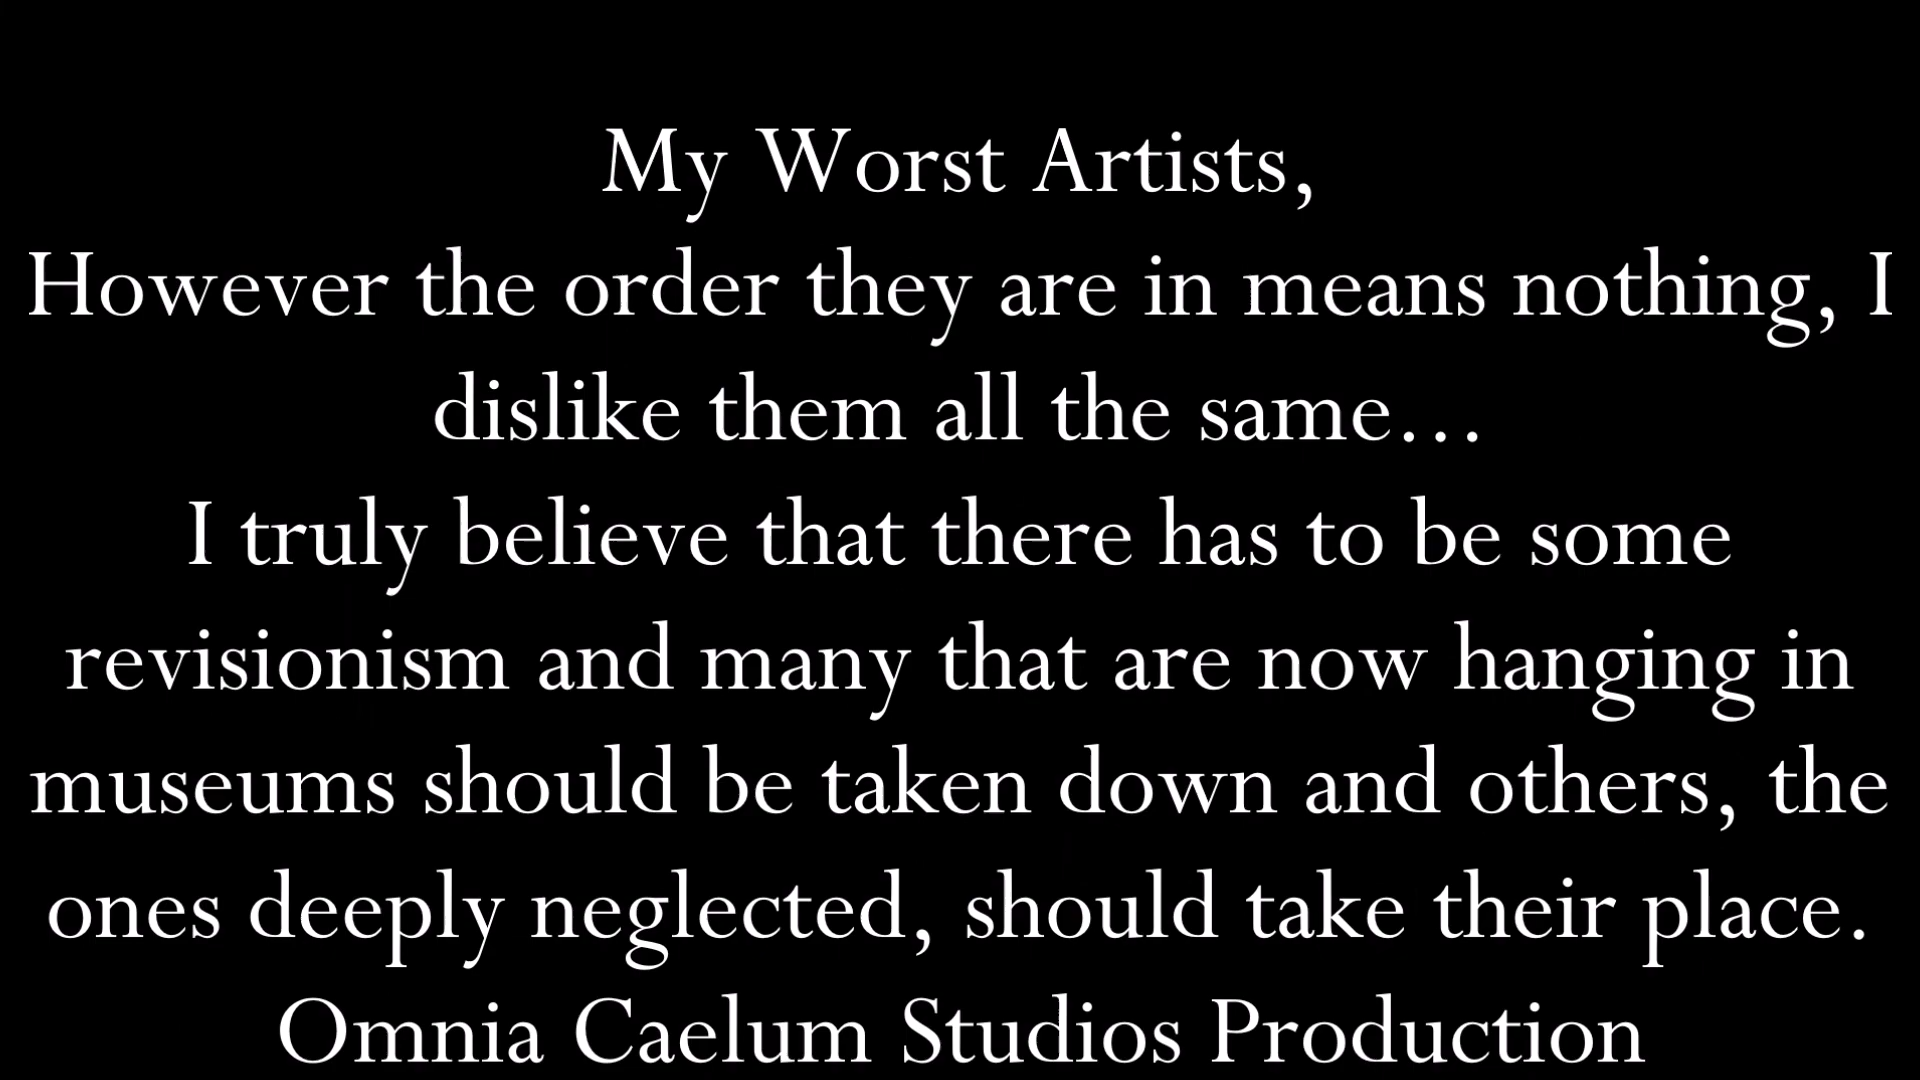 My Worst Artists,
However the order they are in means nothing, I
dislike them all the same...
I truly believe that there has to be some
revisionism and many that are now hanging in
museums should be taken down and others, the
ones deeply neglected, should take their place.
Omnia Caelum Studios Production